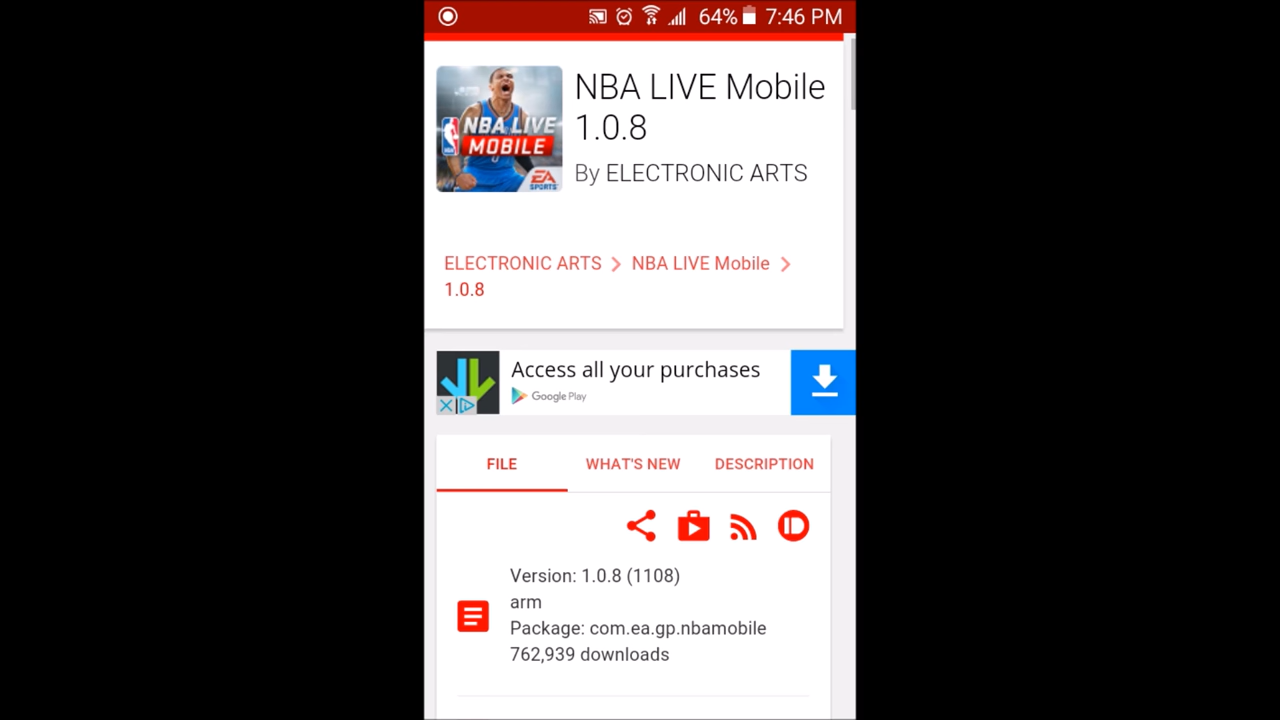 64% 7:46 PM
NBA LIVE
MOBILE
EA
SPORTS
NBA LIVE Mobile
1.0.8
By ELECTRONIC ARTS
ELECTRONIC ARTS > NBA LIVE Mobile >
1.0.8
Access all your purchases
Google Play
FILE WHAT'S NEW DESCRIPTION
Version: 1.0.8 (1108)
arm
Package: com.ea.gp.nbamobile
762,939 downloads